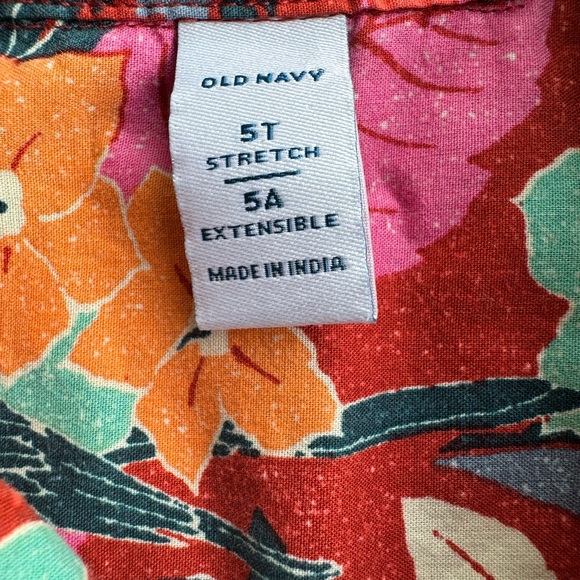 OLD NAVY
5T
STRETCH
5A
EXTENSIBLE
MADE IN INDIA